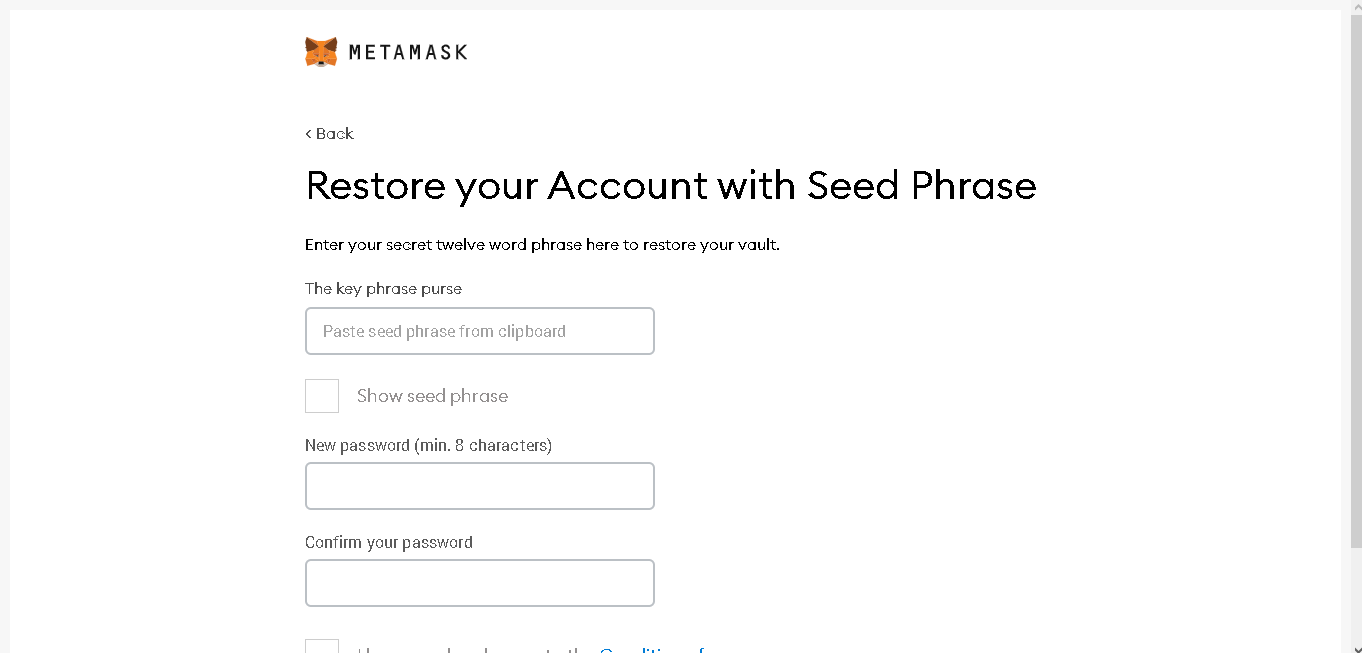 METAMASK
< Back
Restore your Account with Seed Phrase
Enter your secret twelve word phrase here to restore your vault.
The key phrase purse
Paste seed phrase from clipboard
Show seed phrase
New password (min. 8 characters)
Confirm your password